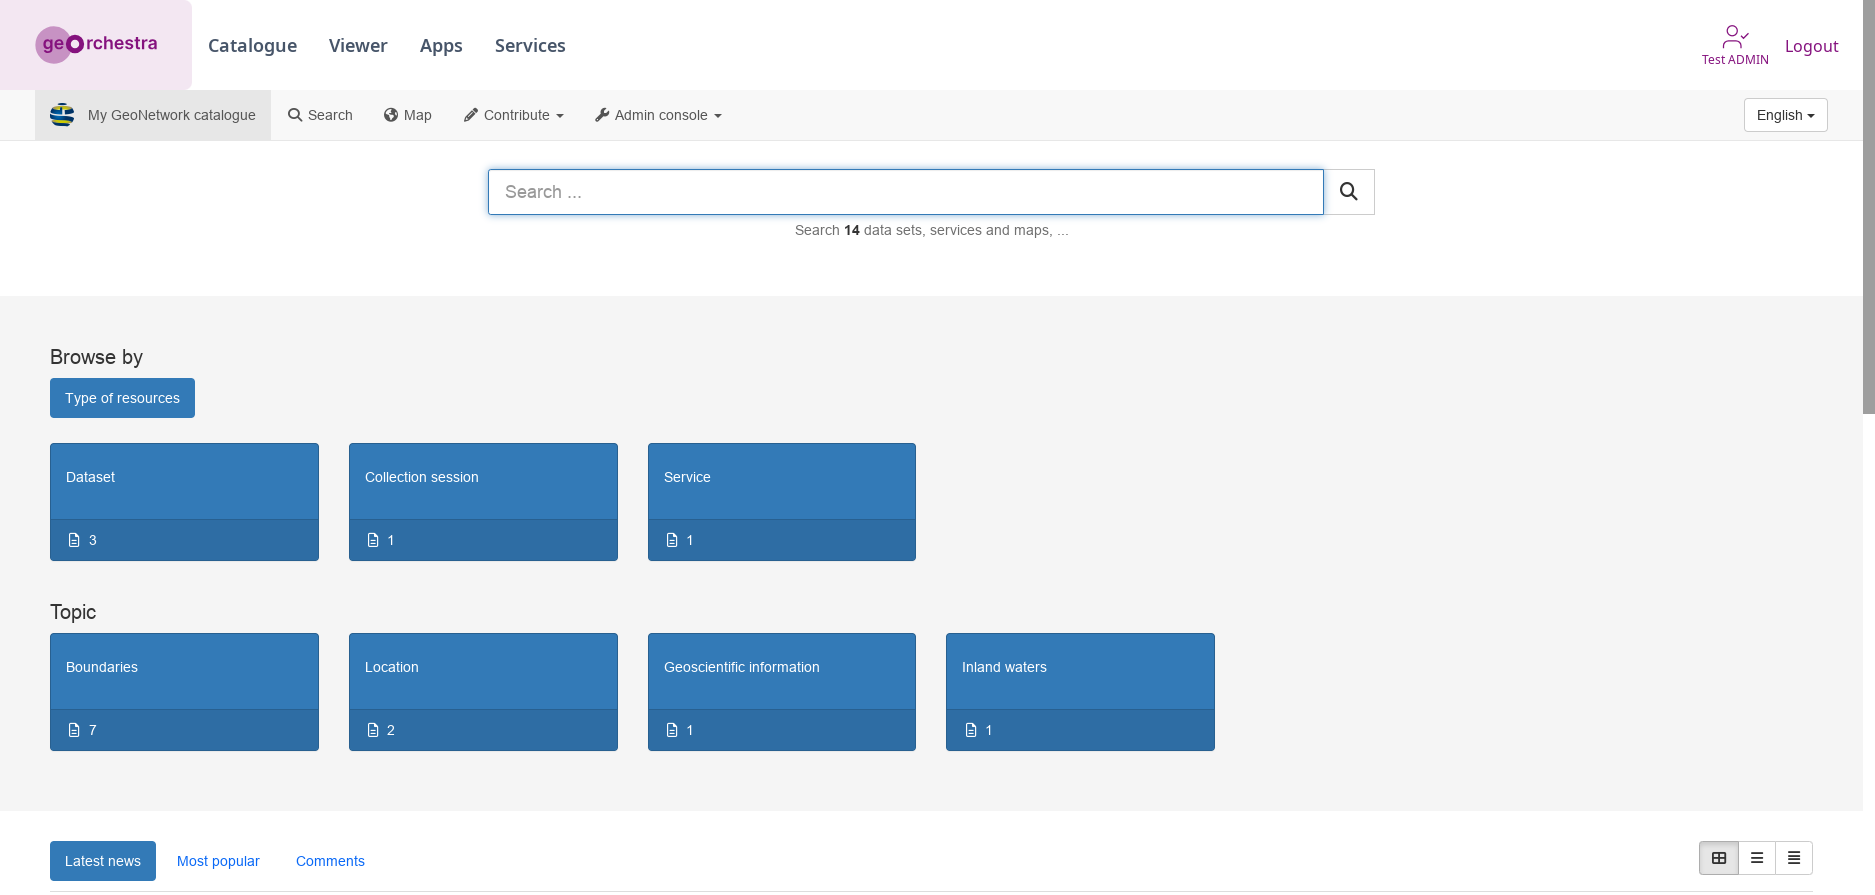 geOrchestra
Catalogue Viewer Apps Services
Test ADMIN
Logout
My GeoNetwork catalogue Search Map Contribute Admin console English
Search ...
Search 14 data sets, services and maps, ...
Browse by
Type of resources
Dataset Collection session Service
3 1 1
Topic
Boundaries Location Geoscientific information Inland waters
7 2 1 1
Latest news Most popular Comments